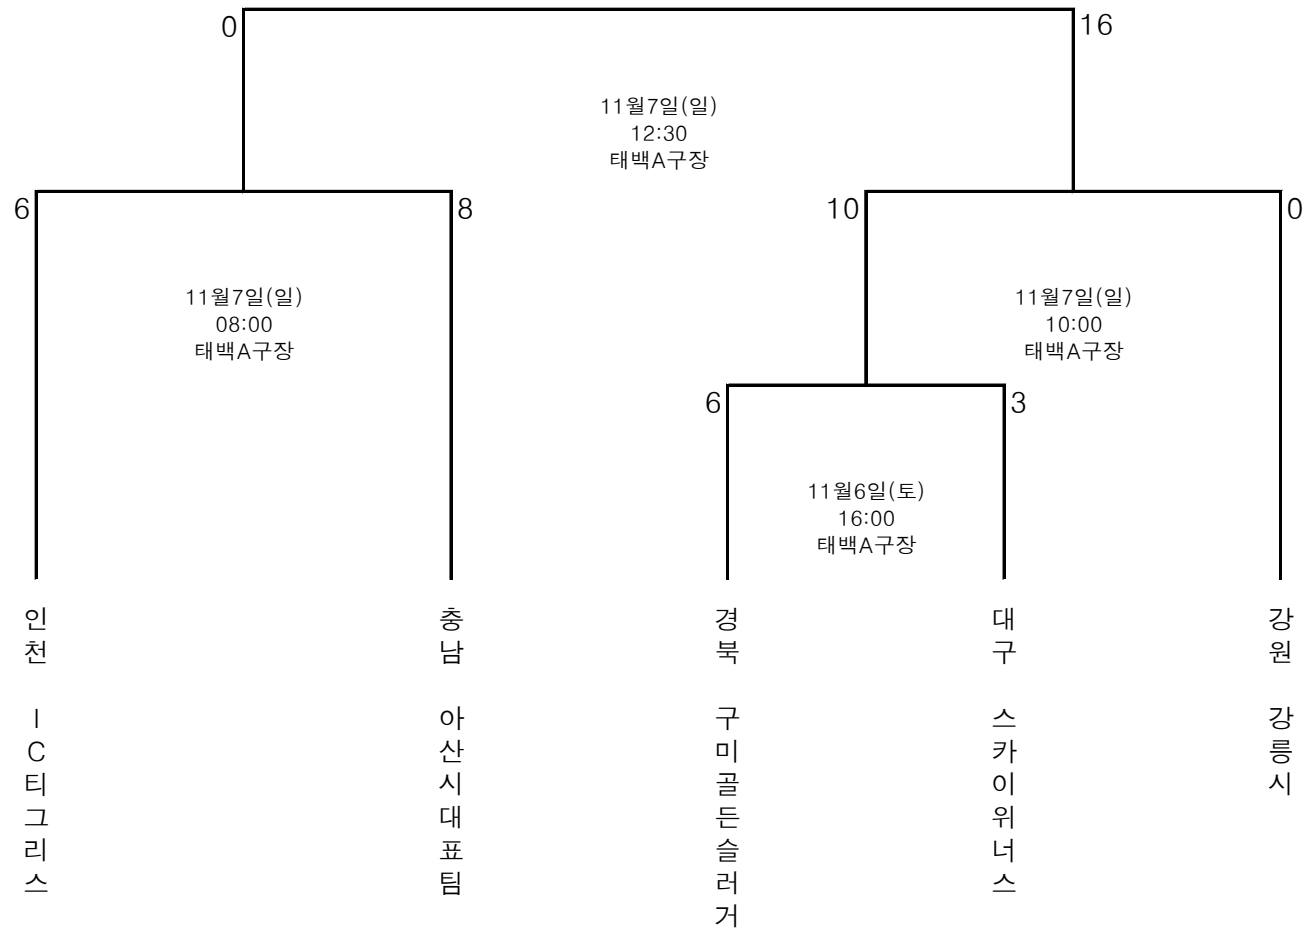 0
16
11월7일(일)
12:30
태백A구장
6
8
10
0
11월7일(일)
08:00
태백A구장
11월7일(일)
10:00
태백A구장
6
3
11월6일(토)
16:00
태백A구장
인천 IC티그리스
충남 아산시대표팀
경북 구미골든슬러거
대구 스카이위너스
강원 강릉시